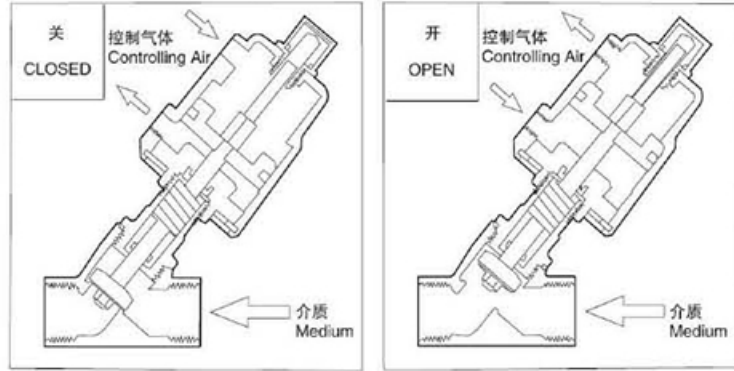 关
CLOSED
控制气体
Controlling Air
介质
Medium
开
OPEN
控制气体
Controlling Air
介质
Medium